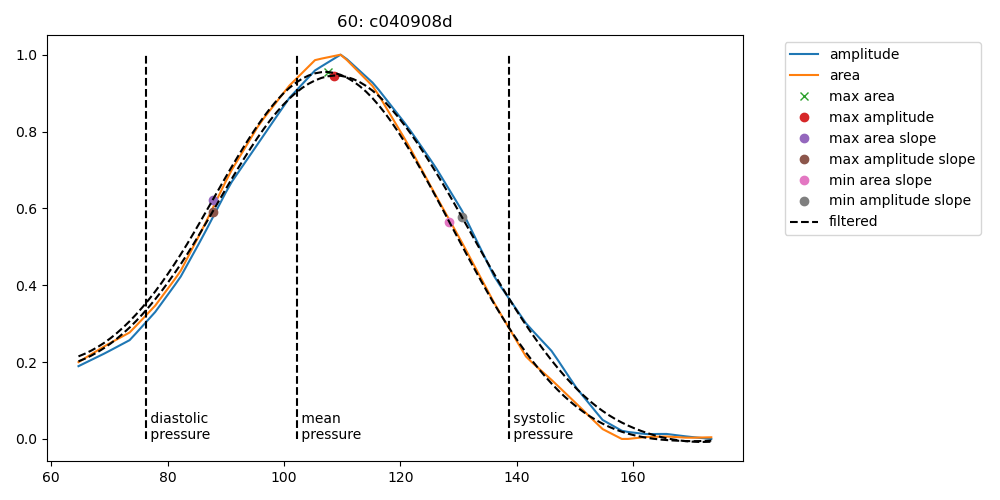 60: c040908d
1.0
0.8
0.6
0.4
0.2
0.0
diastolic
pressure
mean
pressure
systolic
pressure
60
80
100
120
140
160
amplitude
area
max area
max amplitude
max area slope
max amplitude slope
min area slope
min amplitude slope
filtered